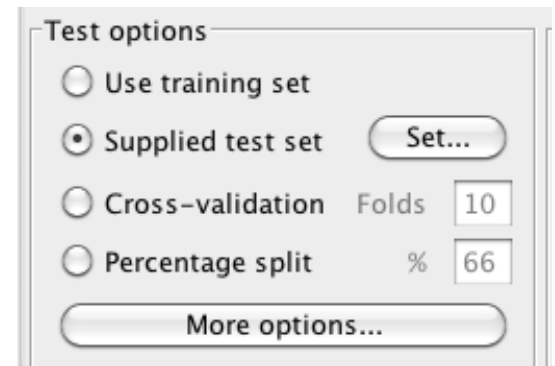 Test options
Use training set
Supplied test set Set...
Cross-validation Folds 10
Percentage split % 66
More options...